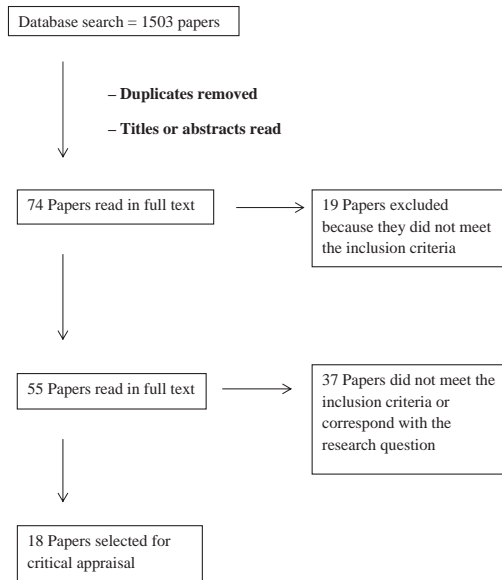 Database search = 1503 papers
– Duplicates removed
– Titles or abstracts read
74 Papers read in full text
19 Papers excluded
because they did not meet
the inclusion criteria
55 Papers read in full text
37 Papers did not meet the
inclusion criteria or
correspond with the
research question
18 Papers selected for
critical appraisal